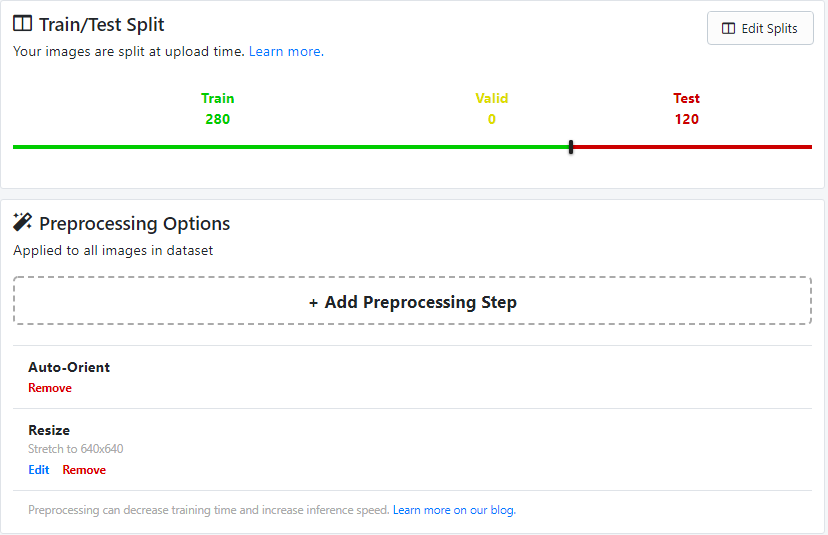 Train/Test Split
Edit Splits
Your images are split at upload time. Learn more.
Train Valid Test
280 0 120
Preprocessing Options
Applied to all images in dataset
+ Add Preprocessing Step
Auto-Orient
Remove
Resize
Stretch to 640x640
Edit Remove
Preprocessing can decrease training time and increase inference speed. Learn more on our blog.